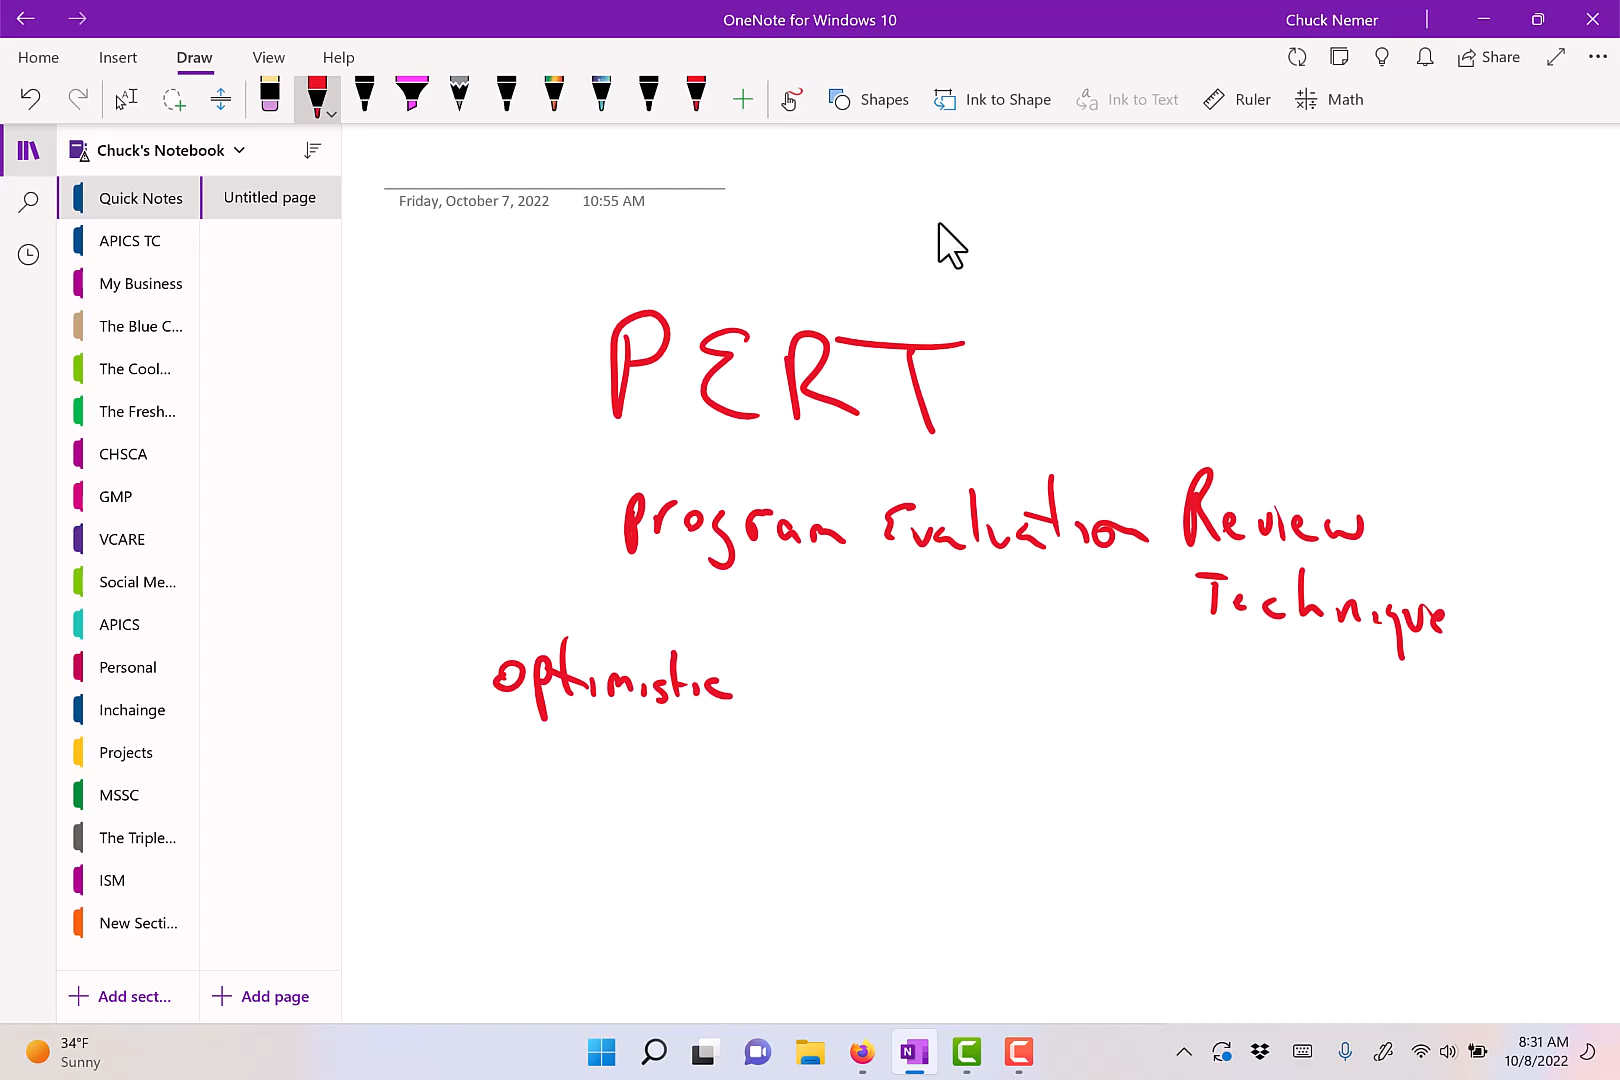 OneNote for Windows 10
Chuck Nemer
Home Insert Draw View Help
Share
Shapes Ink to Shape Ink to Text Ruler Math
Chuck's Notebook
Quick Notes
Untitled page
APICS TC
My Business
The Blue C...
The Cool...
The Fresh...
CHSCA
GMP
VCARE
Social Me...
APICS
Personal
Inchainge
Projects
MSSC
The Triple...
ISM
New Secti...
Add sect...
Add page
Friday, October 7, 2022 10:55 AM
PERT
Program Evaluation Review
Technique
optimistic
34°F
Sunny
8:31 AM
10/8/2022